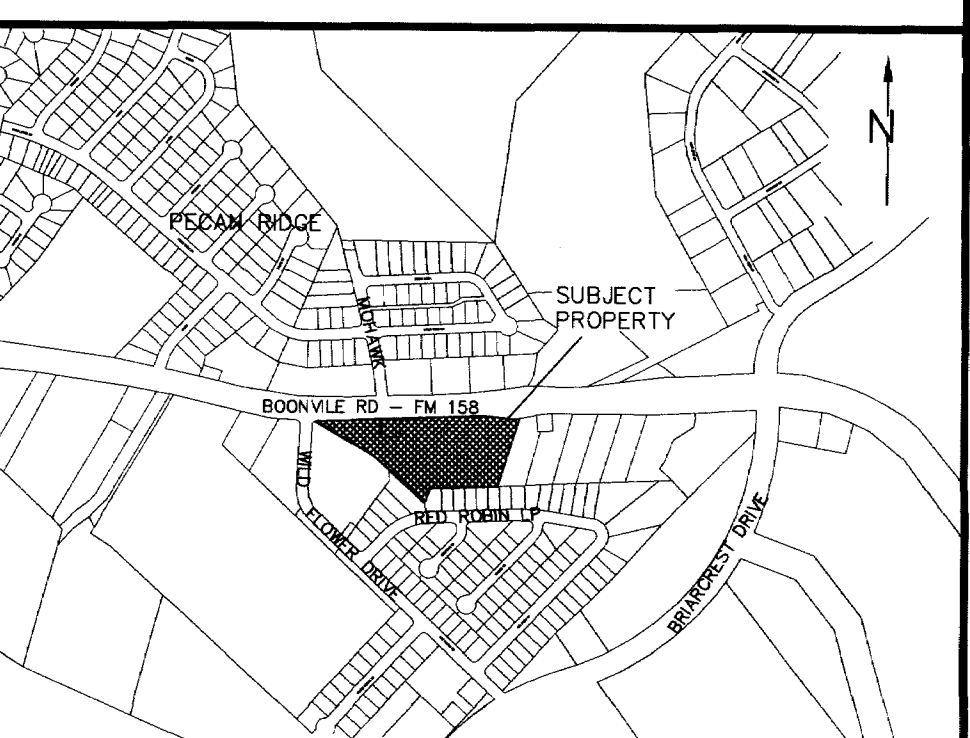 N
PECAN RIDGE
SUBJECT
PROPERTY
MOHAWK
BOONVILE RD - FM 158
WILD
FLOWER DRIVE
RED ROBIN LP
BRIARCREST DRIVE